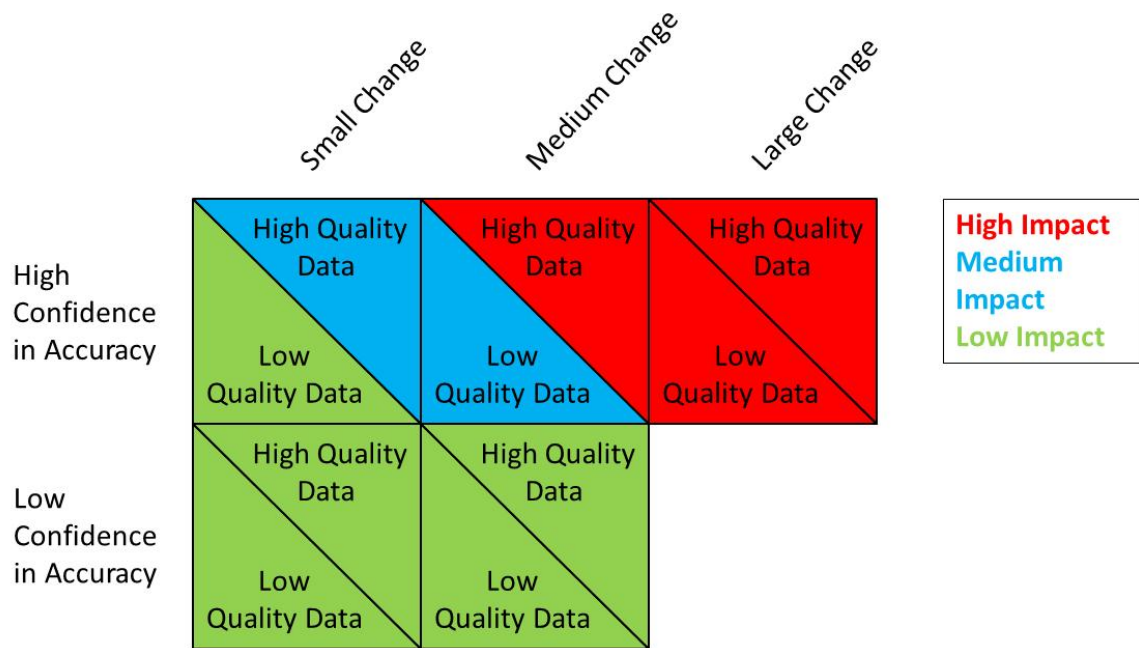 Small Change
Medium Change
Large Change
High
Confidence
in Accuracy
High Quality
Data
Low
Quality Data
High Quality
Data
Low
Quality Data
High Quality
Data
Low
Quality Data
High Impact
Medium
Impact
Low Impact
Low
Confidence
in Accuracy
High Quality
Data
Low
Quality Data
High Quality
Data
Low
Quality Data